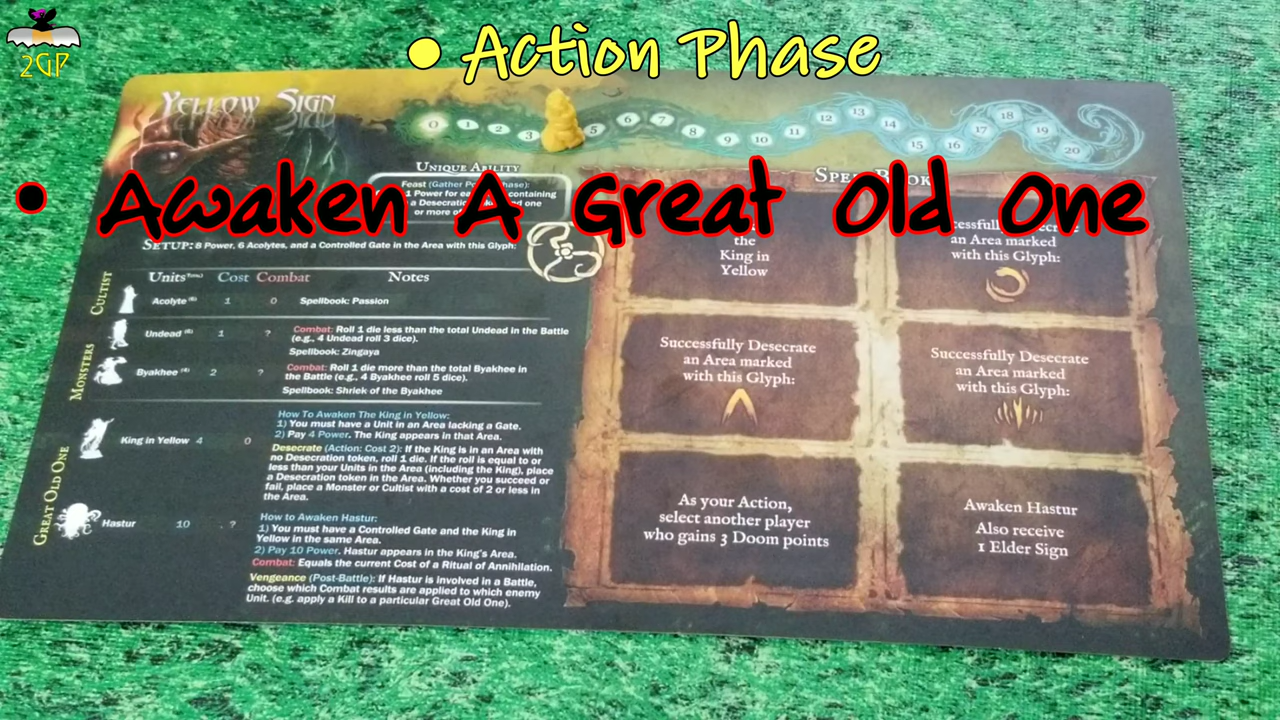 2GP
• Action Phase
YELLOW SIGN
0 1 2 3 5 6 7 8 9 10 11 12 13 14 15 16 17 18 19 20
• Awaken A Great Old One
UNIQUE ABILITY
Feast (Gather Po
1 Power for containing
a Desecrati and one
or more of
SETUP: 8 Power, 6 Acolytes, and a Controlled Gate in the Area with this Glyph:
Units Cost Combat Notes
CULTIST
Acolyte (6) 1 0 Spellbook: Passion
MONSTERS
Undead (6) 1 ? Combat: Roll 1 die less than the total Undead in the Battle
(e.g., 4 Undead roll 3 dice).
Spellbook: Zingaya
Byakhee (4) 2 ? Combat: Roll 1 die more than the total Byakhee in
the Battle (e.g., 4 Byakhee roll 5 dice).
Spellbook: Shriek of the Byakhee
GREAT OLD ONE
King in Yellow 4 0
How To Awaken The King in Yellow:
1) You must have a Unit in an Area lacking a Gate.
2) Pay 4 Power. The King appears in that Area.
Desecrate (Action: Cost 2): If the King is in an Area with
no Desecration token, roll 1 die. If the roll is equal to or
less than your Units in the Area (including the King), place
a Desecration token in the Area. Whether you succeed or
fail, place a Monster or Cultist with a cost of 2 or less in
the Area.
Hastur 10 ?
How to Awaken Hastur:
1) You must have a Controlled Gate and the King in
Yellow in the same Area.
2) Pay 10 Power. Hastur appears in the King's Area.
Combat: Equals the current Cost of a Ritual of Annihilation.
Vengeance (Post-Battle): If Hastur is involved in a Battle,
choose which Combat results are applied to which enemy
Unit. (e.g. apply a Kill to a particular Great Old One).
the
King in
Yellow
an Area marked
with this Glyph:
Successfully Desecrate
an Area marked
with this Glyph:
Successfully Desecrate
an Area marked
with this Glyph:
As your Action,
select another player
who gains 3 Doom points
Awaken Hastur
Also receive
1 Elder Sign